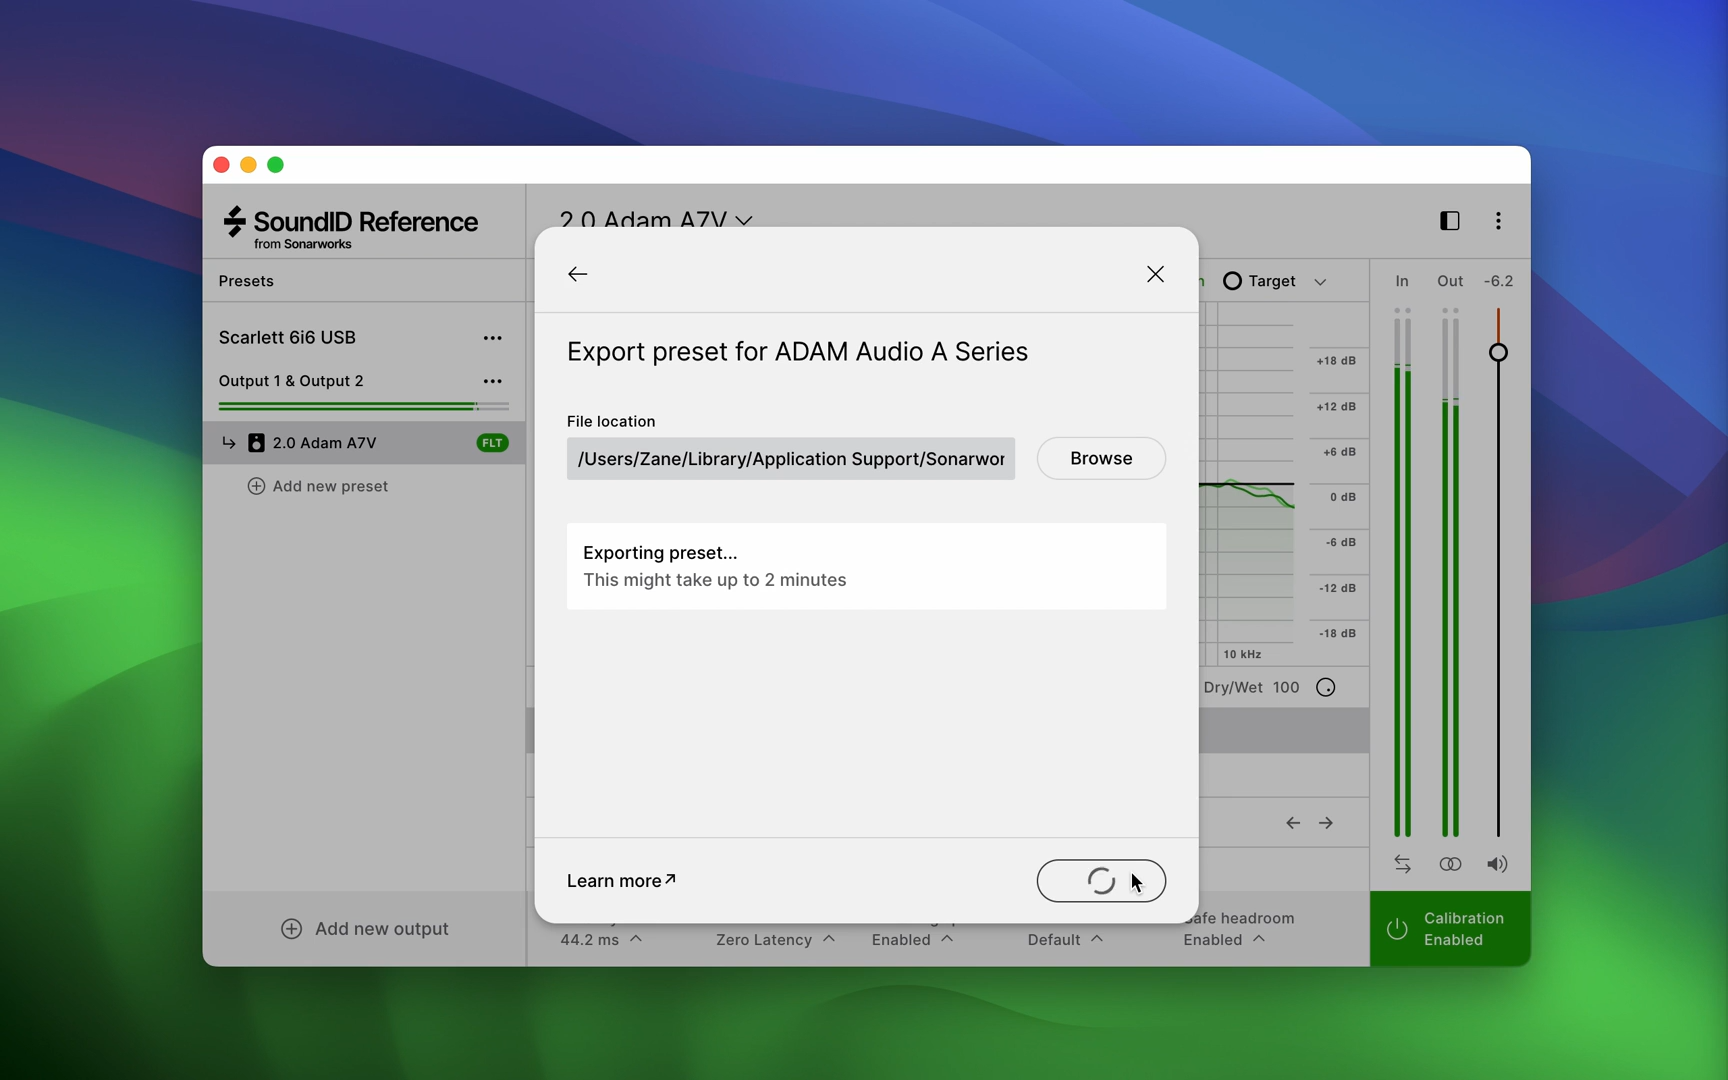 SoundID Reference
from Sonarworks
2.0 Adam A7V
Presets
Target
In Out -6.2
Scarlett 6i6 USB
Output 1 & Output 2
2.0 Adam A7V FLT
Add new preset
Add new output
Export preset for ADAM Audio A Series
File location
/Users/Zane/Library/Application Support/Sonarwor
Browse
Exporting preset...
This might take up to 2 minutes
Learn more
+18 dB
+12 dB
+6 dB
0 dB
-6 dB
-12 dB
-18 dB
10 kHz
Dry/Wet 100
Safe headroom
44.2 ms Zero Latency Enabled Default Enabled
Calibration
Enabled